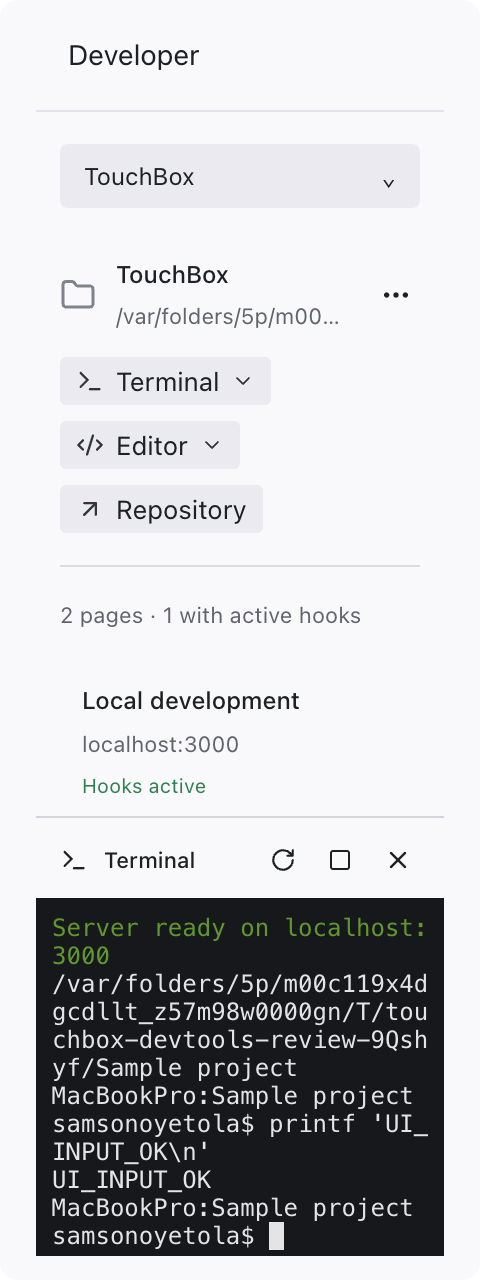 Developer
TouchBox
TouchBox
/var/folders/5p/m00...
Terminal
Editor
Repository
2 pages · 1 with active hooks
Local development
localhost:3000
Hooks active
Terminal
Server ready on localhost:
3000
/var/folders/5p/m00c119x4d
gcdllt_z57m98w0000gn/T/tou
chbox-devtools-review-9Qsh
yf/Sample project
MacBookPro:Sample project
samsonoyetola$ printf 'UI_
INPUT_OK\n'
UI_INPUT_OK
MacBookPro:Sample project
samsonoyetola$